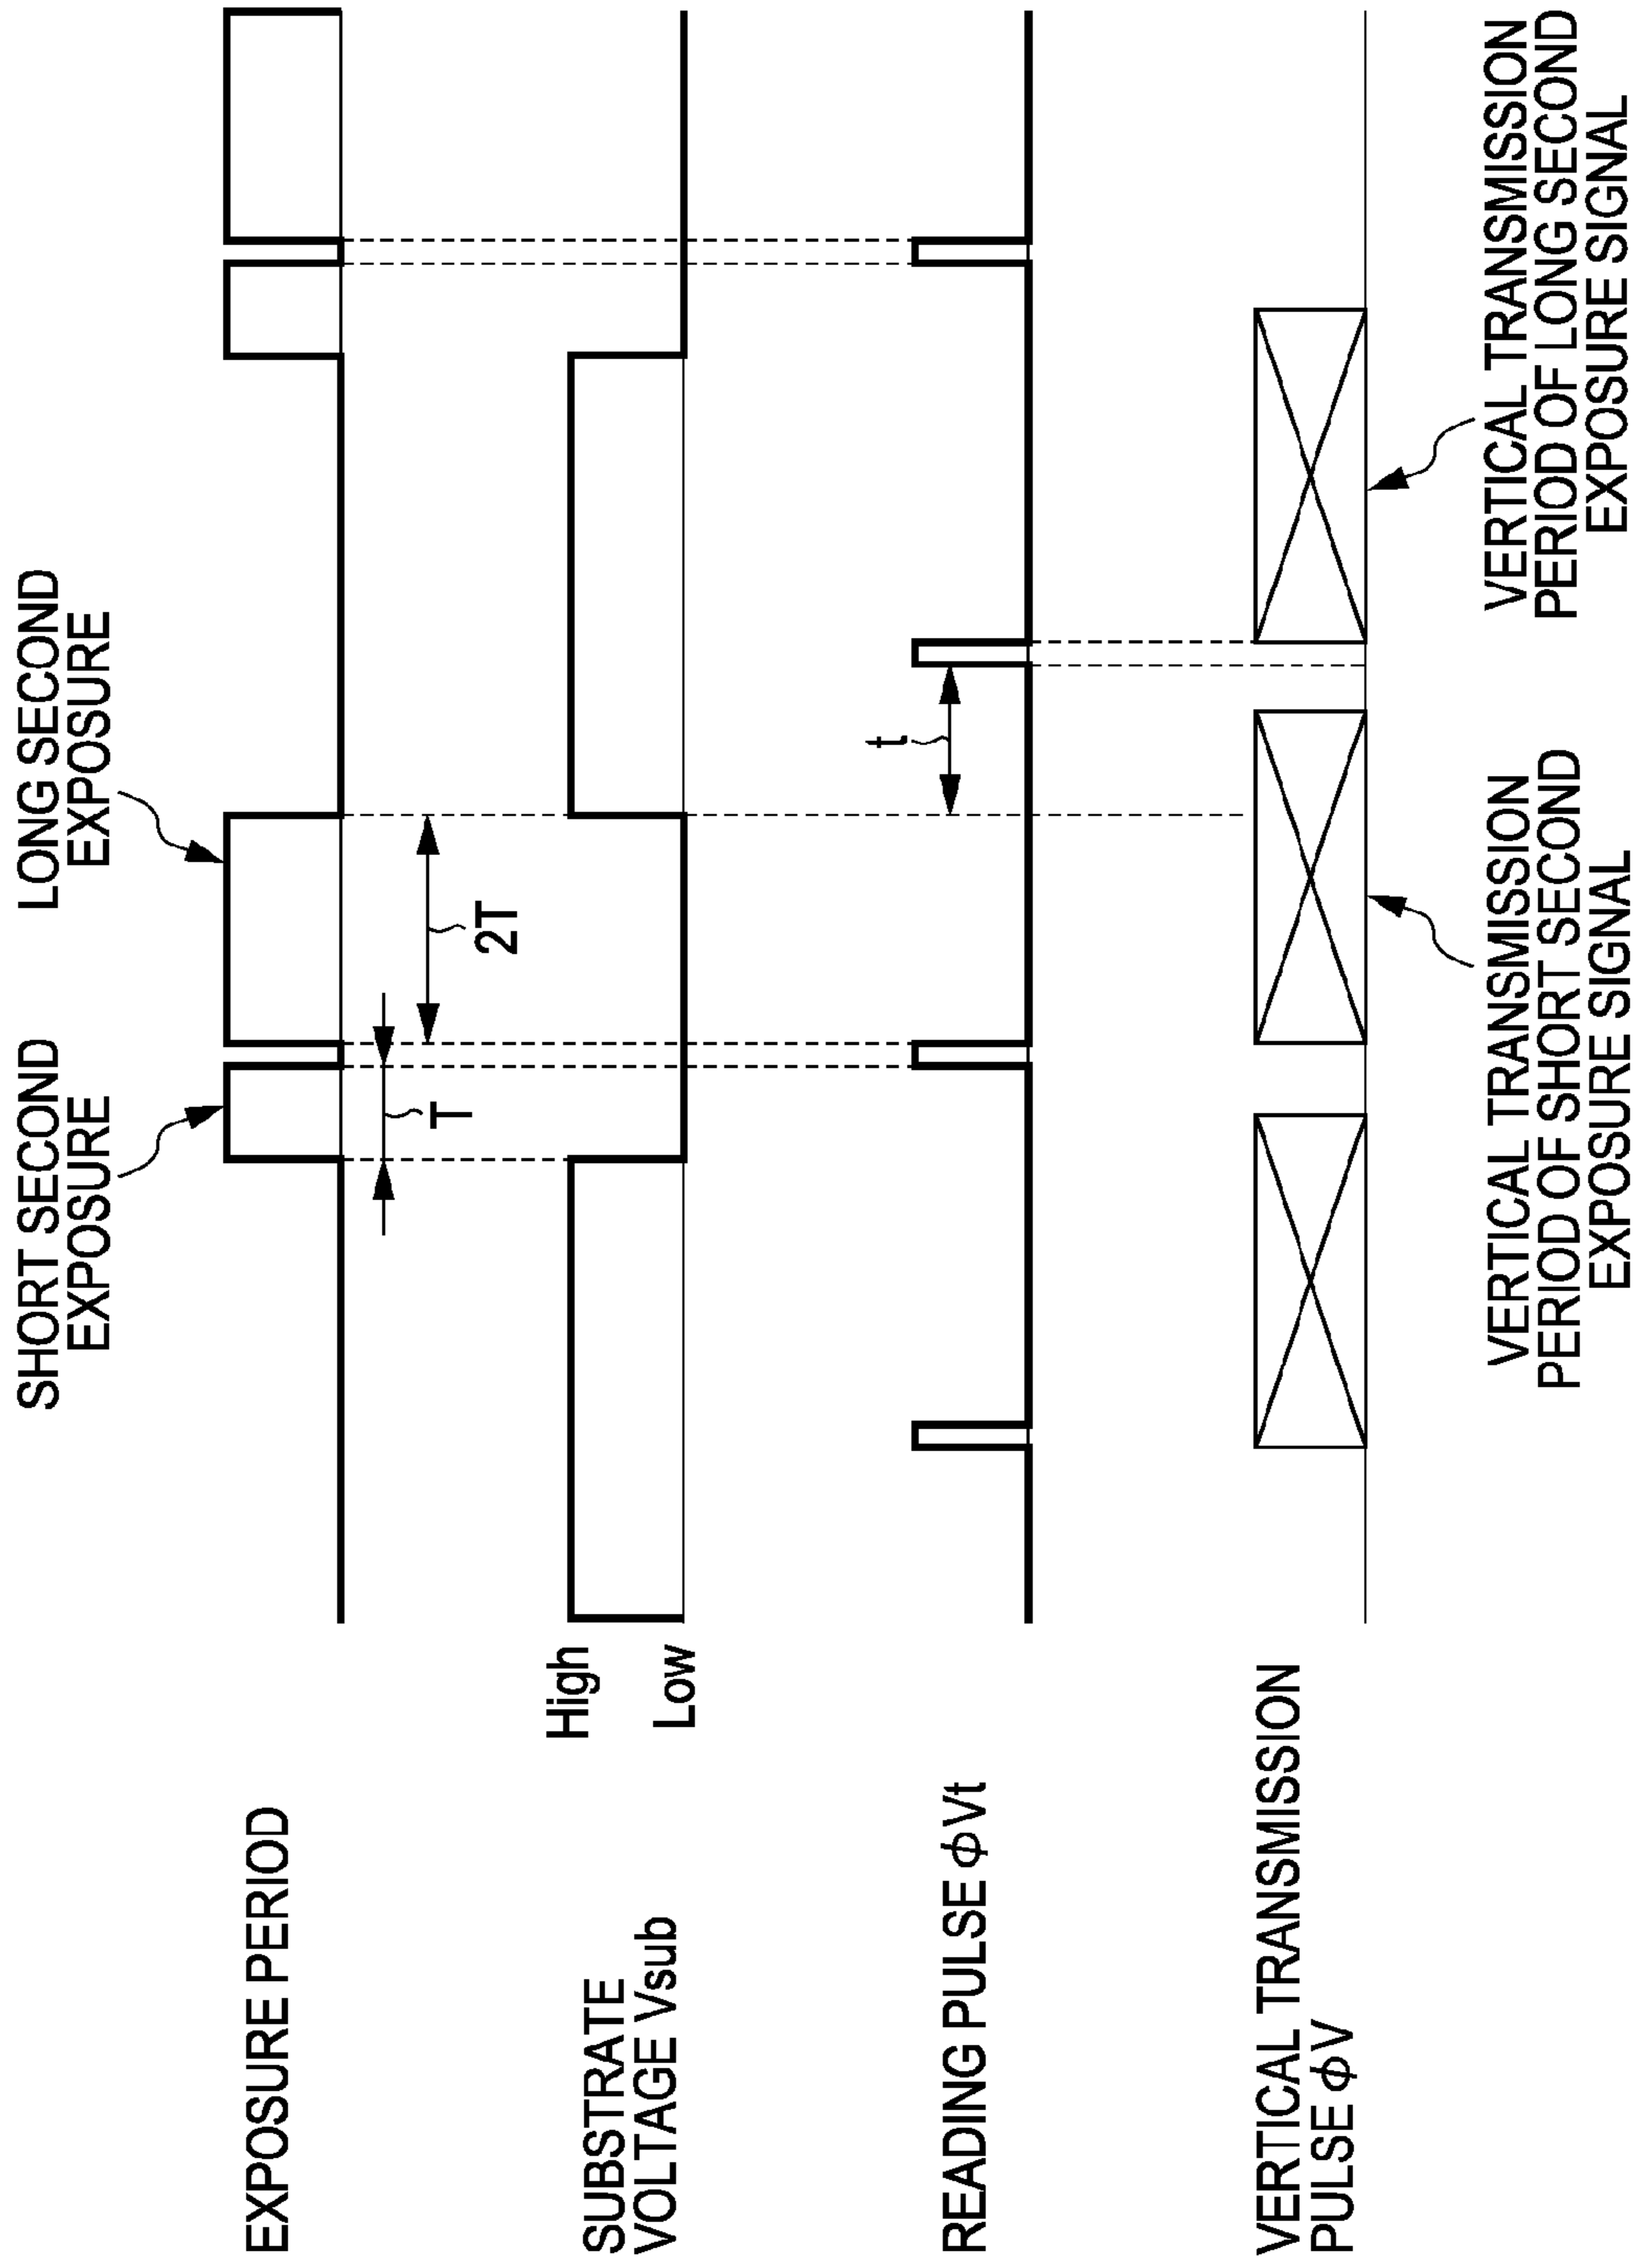 SHORT SECOND
EXPOSURE
LONG SECOND
EXPOSURE
EXPOSURE PERIOD
T
2T
High
Low
SUBSTRATE
VOLTAGE Vsub
t
READING PULSE ϕVt
VERTICAL TRANSMISSION
PULSE ϕV
VERTICAL TRANSMISSION
PERIOD OF SHORT SECOND
EXPOSURE SIGNAL
VERTICAL TRANSMISSION
PERIOD OF LONG SECOND
EXPOSURE SIGNAL